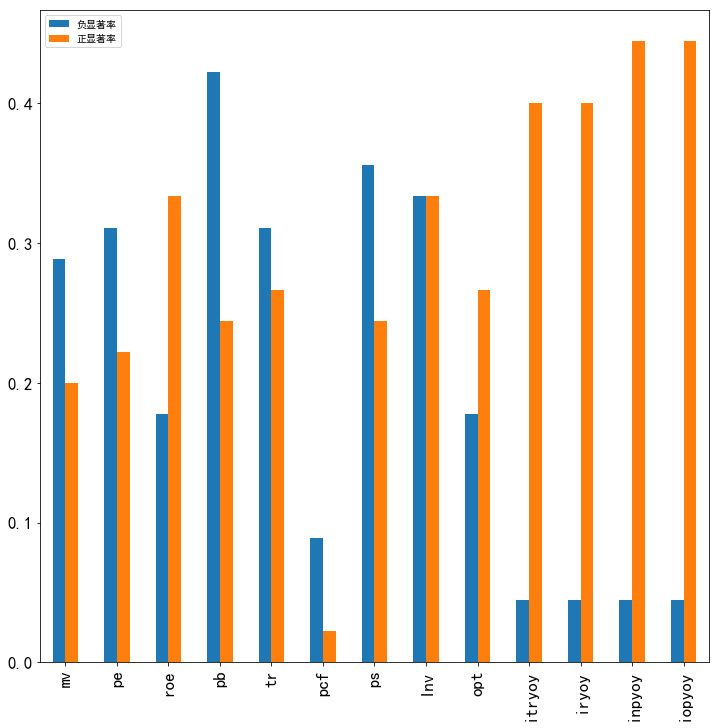 负显著率
正显著率
0.4
0.3
0.2
0.1
0.0
mv pe roe pb tr pcf ps lnv opt itryoy iryoy inpyoy iopyoy